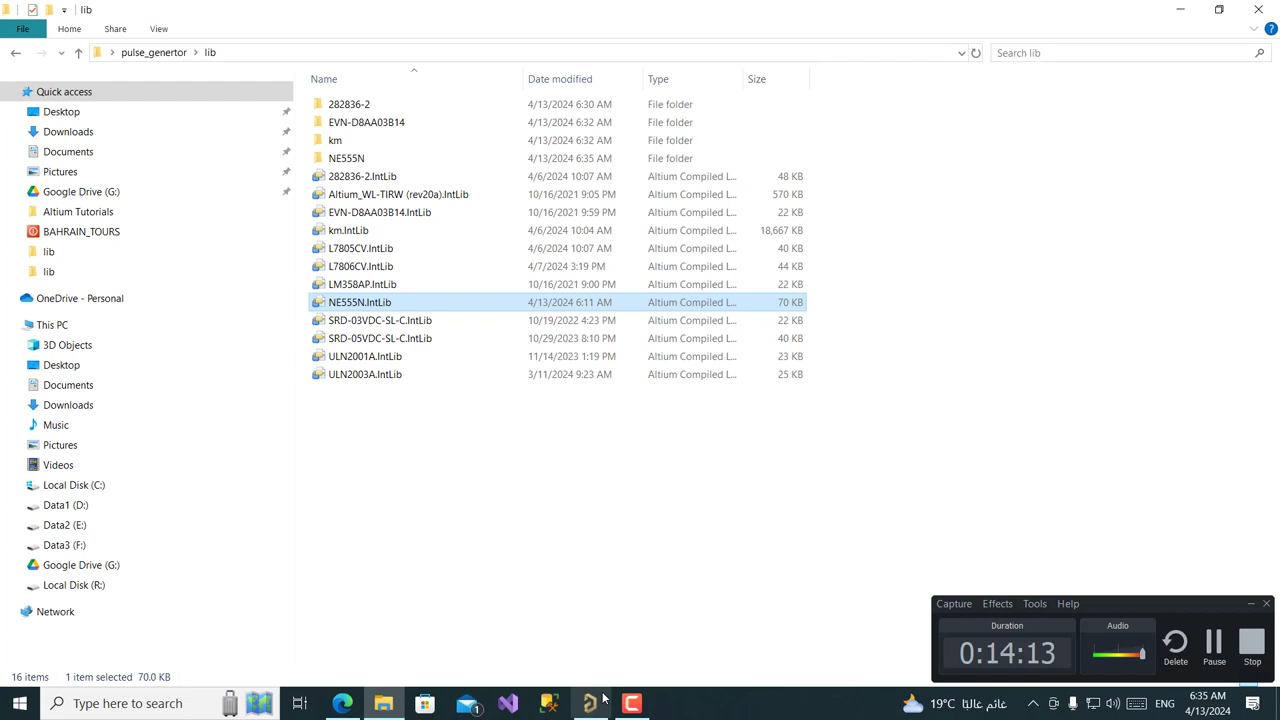 lib
File
Home
Share
View
pulse_genertor
lib
Search lib
Name
Date modified
Type
Size
Quick access
Desktop
Downloads
Documents
Pictures
Google Drive (G:)
Altium Tutorials
BAHRAIN_TOURS
lib
lib
OneDrive - Personal
This PC
3D Objects
Desktop
Documents
Downloads
Music
Pictures
Videos
Local Disk (C:)
Data1 (D:)
Data2 (E:)
Data3 (F:)
Google Drive (G:)
Local Disk (R:)
Network
282836-2 4/13/2024 6:30 AM File folder
EVN-D8AA03B14 4/13/2024 6:32 AM File folder
km 4/13/2024 6:32 AM File folder
NE555N 4/13/2024 6:35 AM File folder
282836-2.IntLib 4/6/2024 10:07 AM Altium Compiled L... 48 KB
Altium_WL-TIRW (rev20a).IntLib 10/16/2021 9:05 PM Altium Compiled L... 570 KB
EVN-D8AA03B14.IntLib 10/16/2021 9:59 PM Altium Compiled L... 22 KB
km.IntLib 4/6/2024 10:04 AM Altium Compiled L... 18,667 KB
L7805CV.IntLib 4/6/2024 10:07 AM Altium Compiled L... 40 KB
L7806CV.IntLib 4/7/2024 3:19 PM Altium Compiled L... 44 KB
LM358AP.IntLib 10/16/2021 9:00 PM Altium Compiled L... 22 KB
NE555N.IntLib 4/13/2024 6:11 AM Altium Compiled L... 70 KB
SRD-03VDC-SL-C.IntLib 10/19/2022 4:23 PM Altium Compiled L... 22 KB
SRD-05VDC-SL-C.IntLib 10/29/2023 8:10 PM Altium Compiled L... 40 KB
ULN2001A.IntLib 11/14/2023 1:19 PM Altium Compiled L... 23 KB
ULN2003A.IntLib 3/11/2024 9:23 AM Altium Compiled L... 25 KB
Capture Effects Tools Help
Duration
0:14:13
Audio
Delete
Pause
Stop
16 items 1 item selected 70.0 KB
Type here to search
1
19°C غائم غالبًا
ENG
6:35 AM
4/13/2024